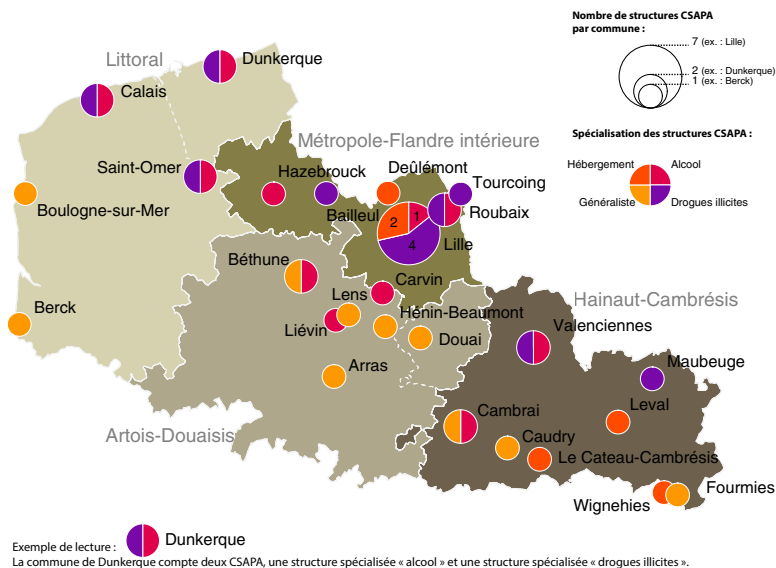 Nombre de structures CSAPA
par commune :
7 (ex. : Lille)
2 (ex. : Dunkerque)
1 (ex. : Berck)
Spécialisation des structures CSAPA :
Hébergement
Alcool
Généraliste
Drogues illicites
Littoral
Dunkerque
Calais
Saint-Omer
Boulogne-sur-Mer
Berck
Métropole-Flandre intérieure
Hazebrouck
Deûlémont
Tourcoing
Bailleul
Roubaix
2
1
4
Lille
Béthune
Carvin
Lens
Hénin-Beaumont
Liévin
Douai
Arras
Artois-Douaisis
Hainaut-Cambrésis
Valenciennes
Maubeuge
Leval
Cambrai
Caudry
Le Cateau-Cambrésis
Wignehies
Fourmies
Exemple de lecture :
Dunkerque
La commune de Dunkerque compte deux CSAPA, une structure spécialisée « alcool » et une structure spécialisée « drogues illicites ».